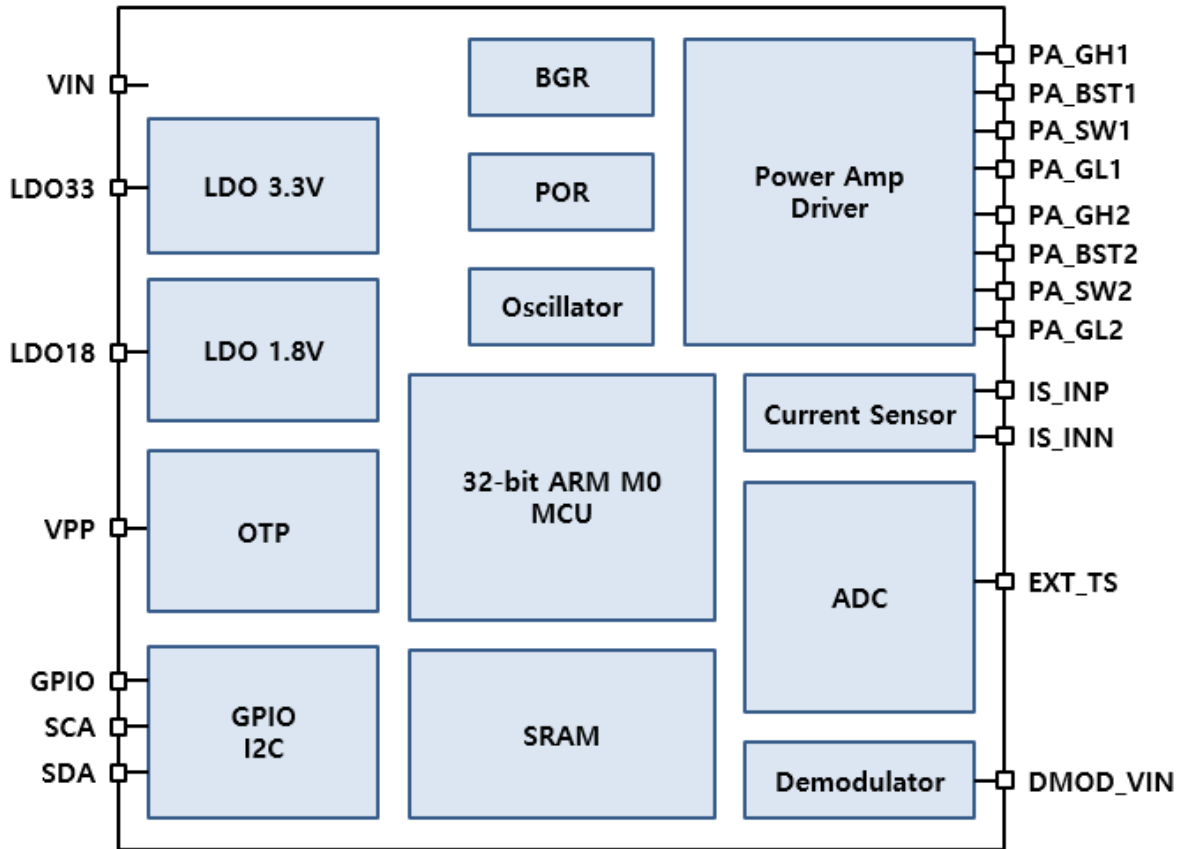 VIN
LDO33
LDO18
VPP
GPIO
SCA
SDA
LDO 3.3V
LDO 1.8V
OTP
GPIO
I2C
BGR
POR
Oscillator
32-bit ARM M0
MCU
SRAM
Power Amp
Driver
Current Sensor
ADC
Demodulator
PA_GH1
PA_BST1
PA_SW1
PA_GL1
PA_GH2
PA_BST2
PA_SW2
PA_GL2
IS_INP
IS_INN
EXT_TS
DMOD_VIN